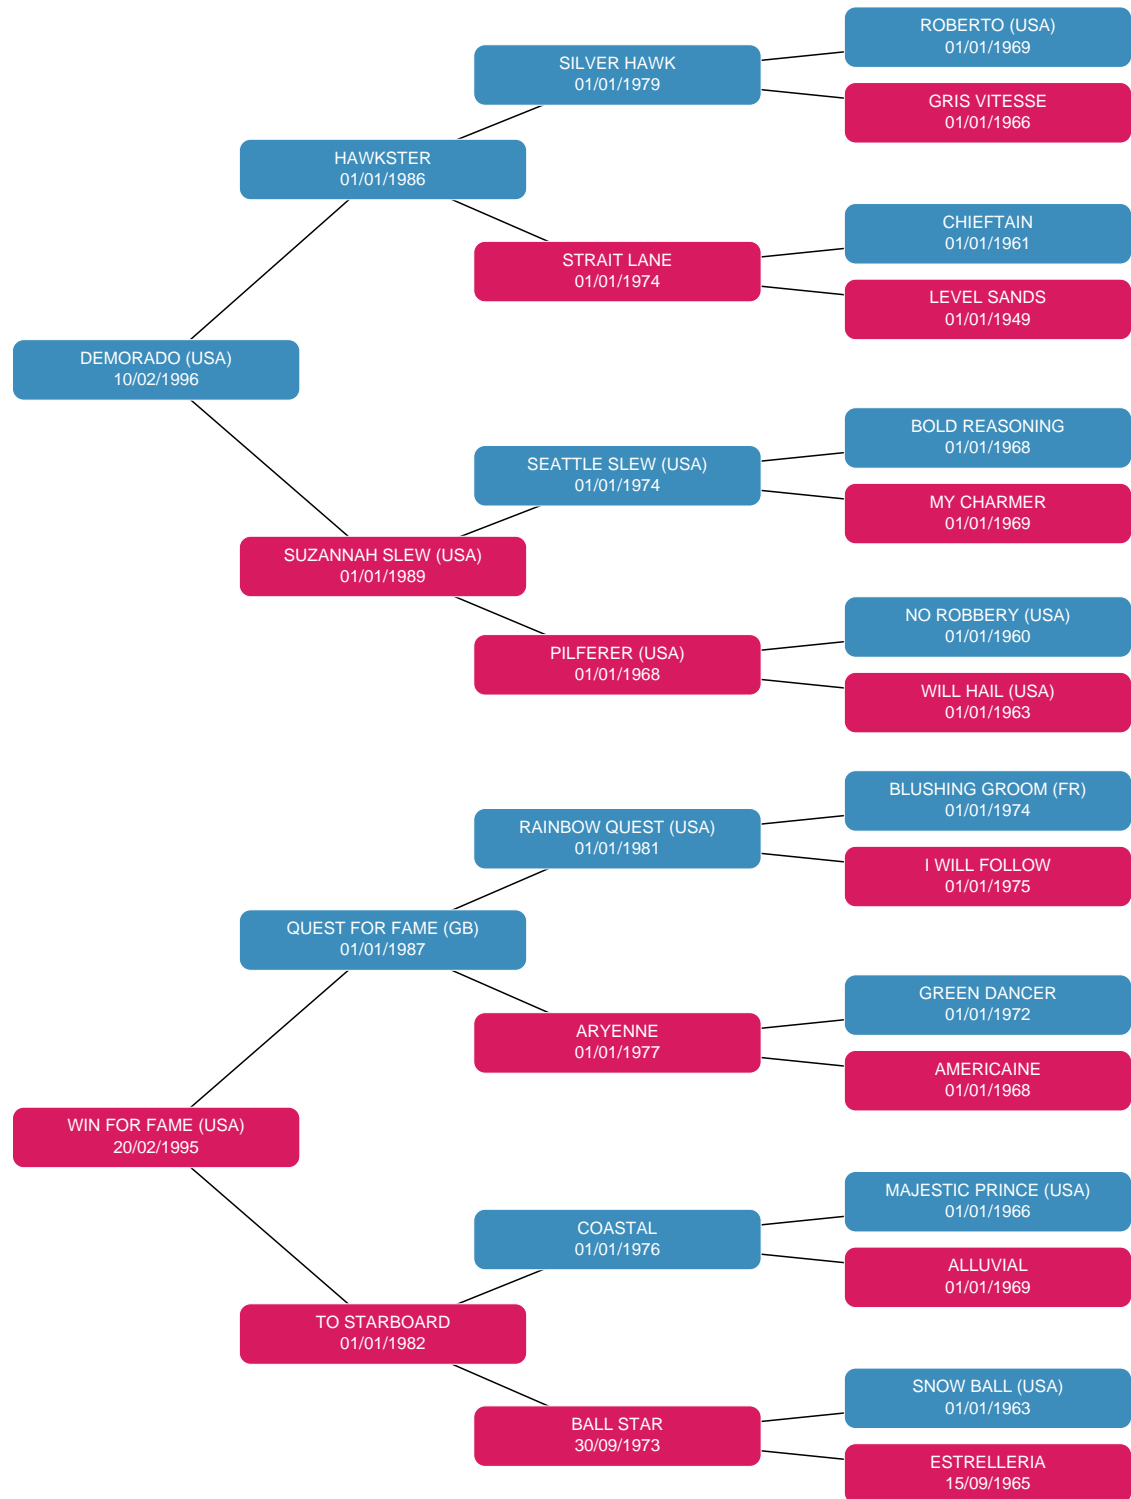 ROBERTO (USA)
01/01/1969
SILVER HAWK
01/01/1979
GRIS VITESSE
01/01/1966
HAWKSTER
01/01/1986
CHIEFTAIN
01/01/1961
STRAIT LANE
01/01/1974
LEVEL SANDS
01/01/1949
DEMORADO (USA)
10/02/1996
BOLD REASONING
01/01/1968
SEATTLE SLEW (USA)
01/01/1974
MY CHARMER
01/01/1969
SUZANNAH SLEW (USA)
01/01/1989
NO ROBBERY (USA)
01/01/1960
PILFERER (USA)
01/01/1968
WILL HAIL (USA)
01/01/1963
BLUSHING GROOM (FR)
01/01/1974
RAINBOW QUEST (USA)
01/01/1981
I WILL FOLLOW
01/01/1975
QUEST FOR FAME (GB)
01/01/1987
GREEN DANCER
01/01/1972
ARYENNE
01/01/1977
AMERICAINE
01/01/1968
WIN FOR FAME (USA)
20/02/1995
MAJESTIC PRINCE (USA)
01/01/1966
COASTAL
01/01/1976
ALLUVIAL
01/01/1969
TO STARBOARD
01/01/1982
SNOW BALL (USA)
01/01/1963
BALL STAR
30/09/1973
ESTRELLERIA
15/09/1965